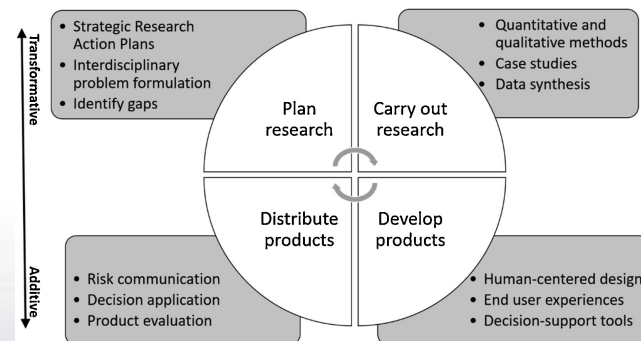 Transformative
Additive
• Strategic Research
Action Plans
• Interdisciplinary
problem formulation
• Identify gaps
• Quantitative and
qualitative methods
• Case studies
• Data synthesis
Plan
research
Carry out
research
Distribute
products
Develop
products
• Risk communication
• Decision application
• Product evaluation
• Human-centered design
• End user experiences
• Decision-support tools